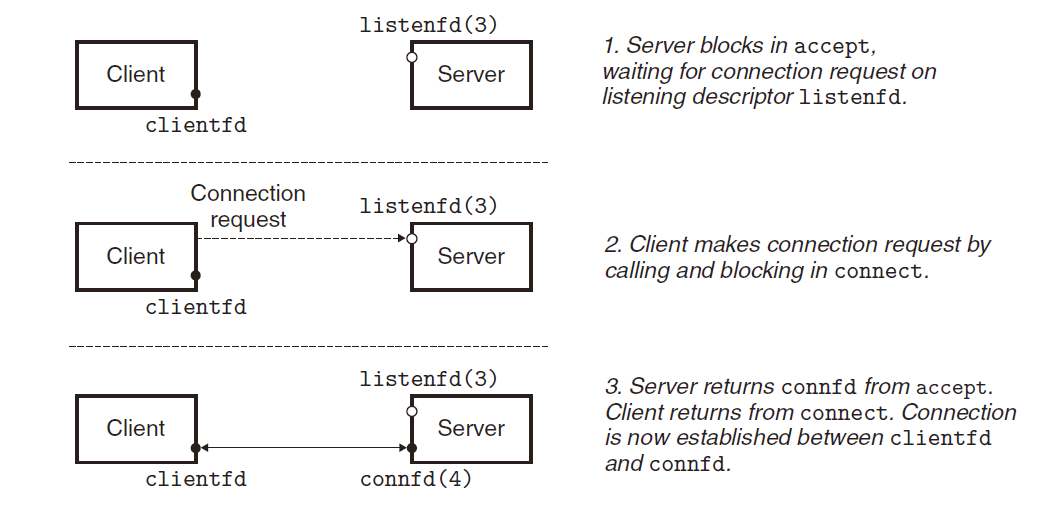 listenfd(3)
Client
Server
clientfd
1. Server blocks in accept,
waiting for connection request on
listening descriptor listenfd.
Connection
request
listenfd(3)
Client
Server
clientfd
2. Client makes connection request by
calling and blocking in connect.
listenfd(3)
Client
Server
clientfd
connfd(4)
3. Server returns connfd from accept.
Client returns from connect. Connection
is now established between clientfd
and connfd.